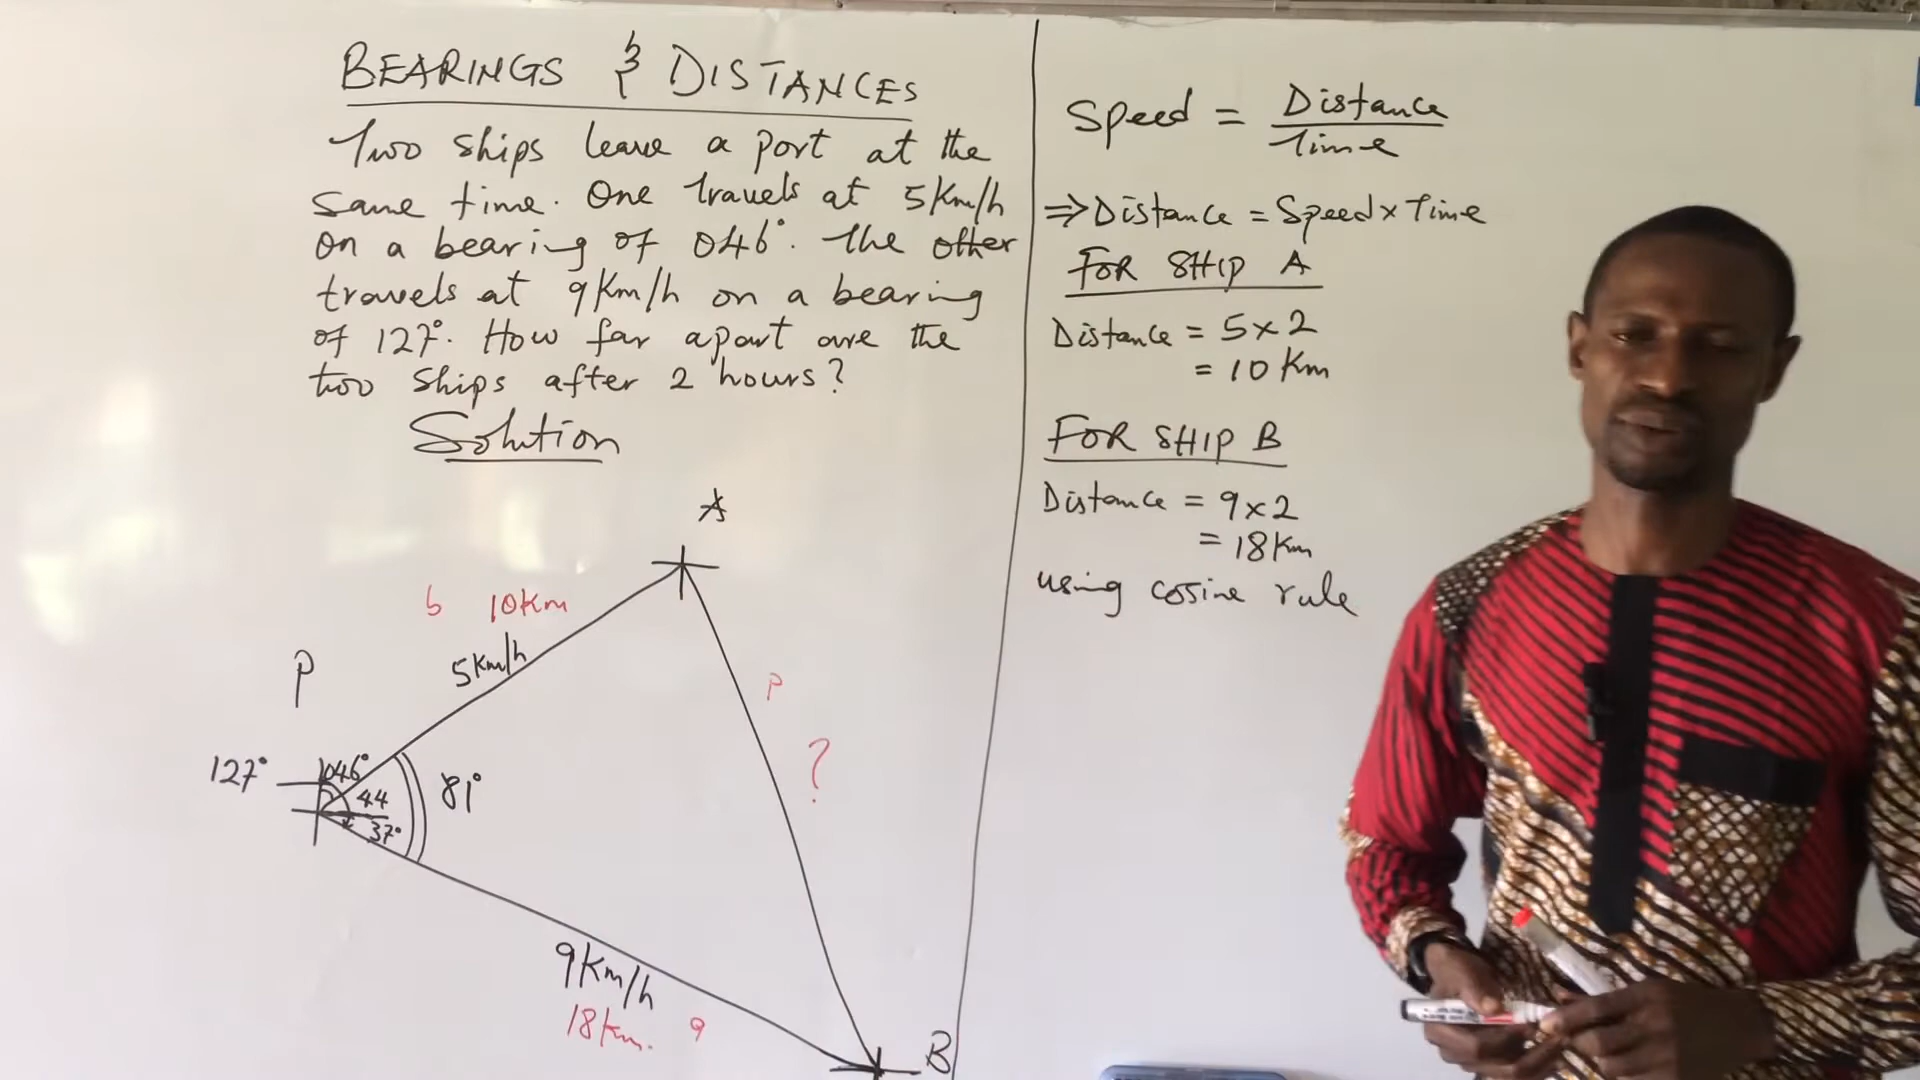 BEARINGS & DISTANCES
Two ships leave a port at the
same time. One travels at 5km/h
on a bearing of 046°. The other
travels at 9km/h on a bearing
of 127°. How far apart are the
two ships after 2 hours?
Solution
A
b 10km
5km/h
P
p
?
127°
046°
44
37°
81°
9km/h
18km. a
B
Speed = Distance
Time
⇒ Distance = Speed × Time
FOR SHIP A
Distance = 5 × 2
= 10 km
FOR SHIP B
Distance = 9 × 2
= 18 km
using cosine rule